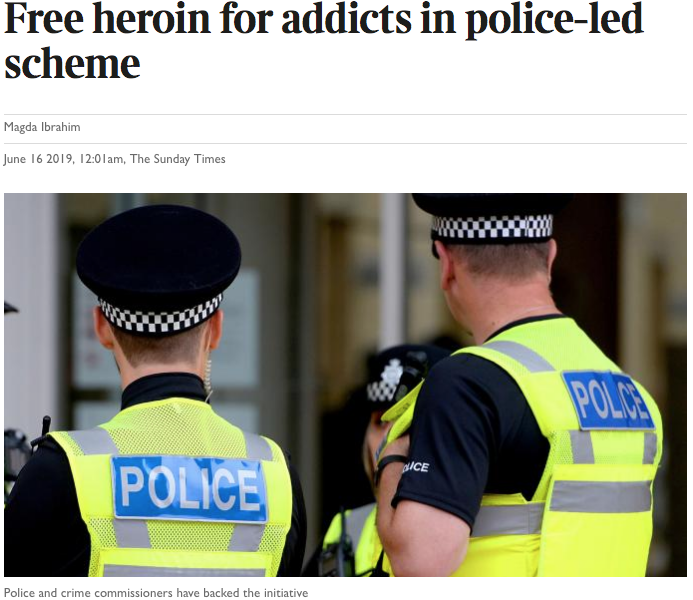 Free heroin for addicts in police-led
scheme
Magda Ibrahim
June 16 2019, 12:01am, The Sunday Times
POLICE
POLICE
OLICE
Police and crime commissioners have backed the initiative